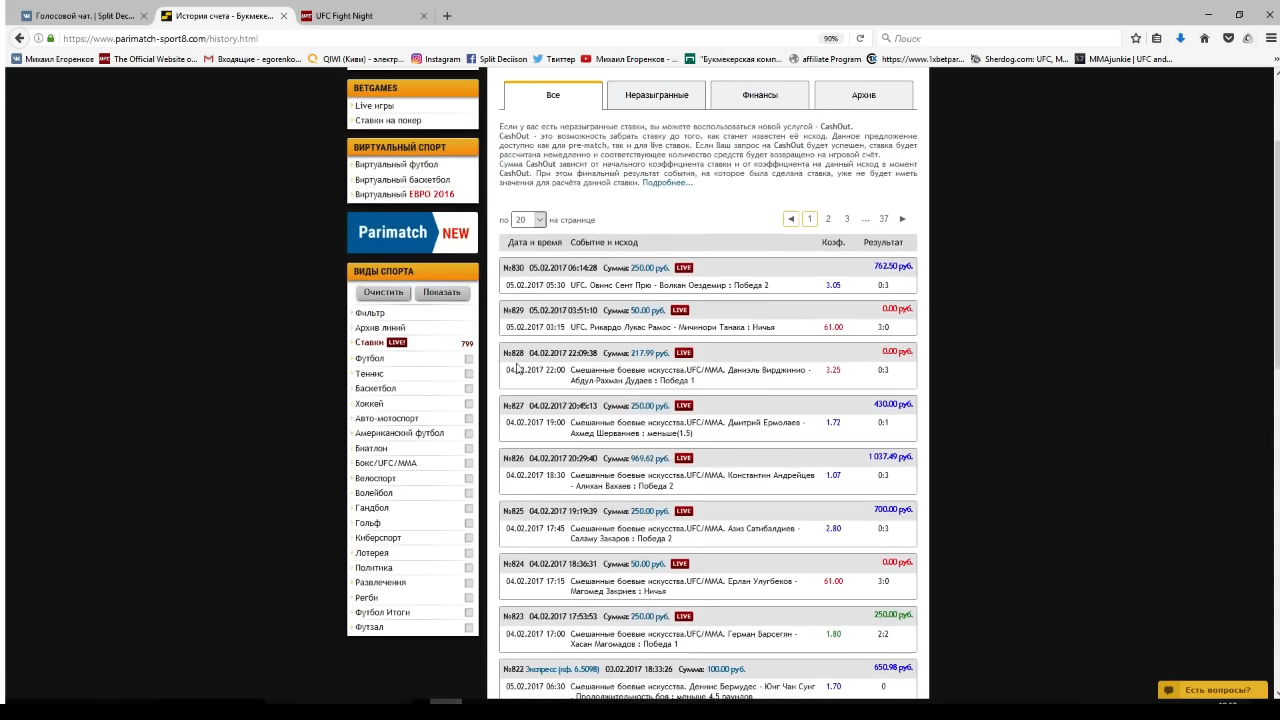 Голосовой чат. | Split Dec...
История счета - Букмеке...
UFC Fight Night
https://www.parimatch-sport8.com/history.html
90%
Поиск
Михаил Егоренков
The Official Website o...
Входящие - egorenko...
QIWI (Киви) - электр...
Instagram
Split Deciison
Твиттер
Михаил Егоренков - ...
"Букмекерская комп...
affiliate Program
https://www.1xbetpar...
Sherdog.com: UFC, M...
MMAjunkie | UFC and...
BETGAMES
Live игры
Ставки на покер
ВИРТУАЛЬНЫЙ СПОРТ
Виртуальный футбол
Виртуальный баскетбол
Виртуальный ЕВРО 2016
Parimatch NEW
ВИДЫ СПОРТА
Очистить Показать
Фильтр
Архив линий
Ставки LIVE! 799
Футбол
Теннис
Баскетбол
Хоккей
Авто-мотоспорт
Американский футбол
Биатлон
Бокс/UFC/MMA
Велоспорт
Волейбол
Гандбол
Гольф
Киберспорт
Лотерея
Политика
Развлечения
Регби
Футбол Итоги
Футзал
Все Неразыгранные Финансы Архив
Если у вас есть неразыгранные ставки, вы можете воспользоваться новой услугой - CashOut.
CashOut - это возможность забрать ставку до того, как станет известен её исход. Данное предложение
доступно как для pre-match, так и для live ставок. Если Ваш запрос на CashOut будет успешен, ставка будет
рассчитана немедленно и соответствующее количество средств будет возвращено на игровой счёт.
Сумма CashOut зависит от начального коэффициента ставки и от коэффициента на данный исход в момент
CashOut. При этом финальный результат события, на которое была сделана ставка, уже не будет иметь
значения для расчёта данной ставки. Подробнее...
по 20 на странице
◄ 1 2 3 ... 37 ►
Дата и время Событие и исход Коэф. Результат
№830 05.02.2017 06:14:28 Сумма: 250.00 руб. LIVE 762.50 руб.
05.02.2017 05:30 UFC. Овинс Сент Прю - Волкан Оездемир : Победа 2 3.05 0:3
№829 05.02.2017 03:51:10 Сумма: 50.00 руб. LIVE 0.00 руб.
05.02.2017 03:15 UFC. Рикардо Лукас Рамос - Мичинори Танака : Ничья 61.00 3:0
№828 04.02.2017 22:09:38 Сумма: 217.99 руб. LIVE 0.00 руб.
04.02.2017 22:00 Смешанные боевые искусства.UFC/MMA. Даниэль Вирджинио - 3.25 0:3
Абдул-Рахман Дудаев : Победа 1
№827 04.02.2017 20:45:13 Сумма: 250.00 руб. LIVE 430.00 руб.
04.02.2017 19:00 Смешанные боевые искусства.UFC/MMA. Дмитрий Ермолаев - 1.72 0:1
Ахмед Шерваниев : меньше(1.5)
№826 04.02.2017 20:29:40 Сумма: 969.62 руб. LIVE 1 037.49 руб.
04.02.2017 18:30 Смешанные боевые искусства.UFC/MMA. Константин Андрейцев 1.07 0:3
- Алихан Вахаев : Победа 2
№825 04.02.2017 19:19:39 Сумма: 250.00 руб. LIVE 700.00 руб.
04.02.2017 17:45 Смешанные боевые искусства.UFC/MMA. Азиз Сатибалдиев - 2.80 0:3
Саламу Закаров : Победа 2
№824 04.02.2017 18:36:31 Сумма: 50.00 руб. LIVE 0.00 руб.
04.02.2017 17:15 Смешанные боевые искусства.UFC/MMA. Ерлан Улугбеков - 61.00 3:0
Магомед Закриев : Ничья
№823 04.02.2017 17:53:53 Сумма: 250.00 руб. LIVE 250.00 руб.
04.02.2017 17:00 Смешанные боевые искусства.UFC/MMA. Герман Барсегян - 1.80 2:2
Хасан Магомадов : Победа 1
№822 Экспресс (кф. 6.5098) 03.02.2017 18:33:26 Сумма: 100.00 руб. 650.98 руб.
05.02.2017 06:30 Смешанные боевые искусства. Деннис Бермудес - Юнг Чан Сунг 1.70 0
- Продолжительность боя : меньше 4.5 раундов
Есть вопросы?